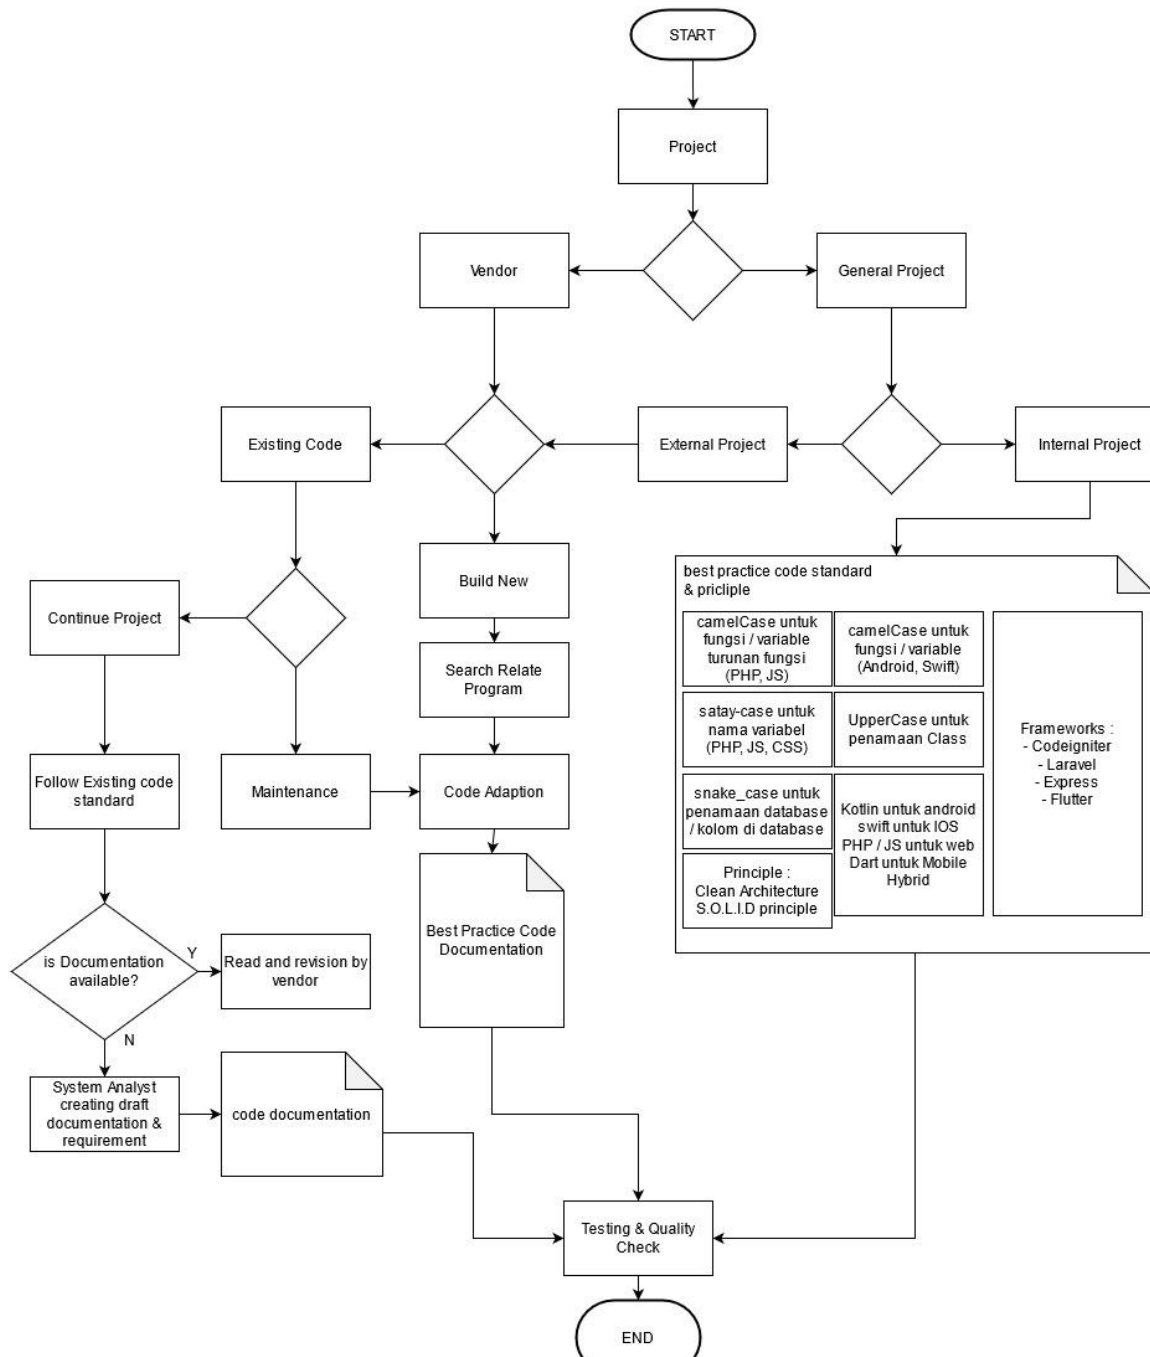 START
Project
Vendor
General Project
Existing Code
External Project
Internal Project
Build New
Continue Project
Search Relate
Program
Follow Existing code
standard
Maintenance
Code Adaption
best practice code standard
& pricliple
camelCase untuk
fungsi / variable
turunan fungsi
(PHP, JS)
camelCase untuk
fungsi / variable
(Android, Swift)
satay-case untuk
nama variabel
(PHP, JS, CSS)
UpperCase untuk
penamaan Class
snake_case untuk
penamaan database
/ kolom di database
Kotlin untuk android
swift untuk IOS
PHP / JS untuk web
Dart untuk Mobile
Hybrid
Principle :
Clean Architecture
S.O.L.I.D principle
Frameworks :
- Codeigniter
- Laravel
- Express
- Flutter
Best Practice Code
Documentation
is Documentation
available?
Y
Read and revision by
vendor
N
System Analyst
creating draft
documentation &
requirement
code documentation
Testing & Quality
Check
END